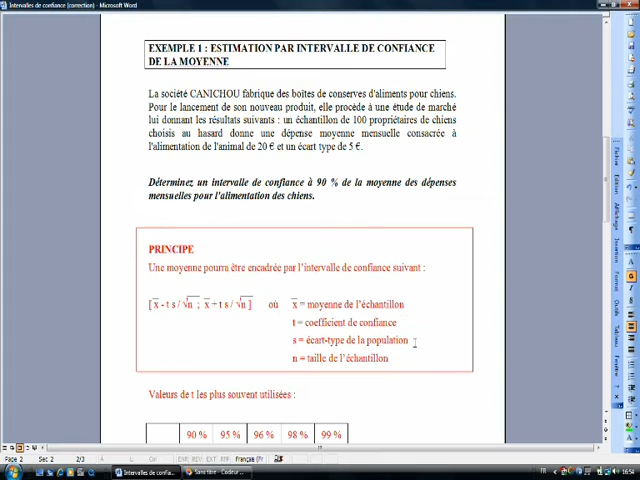 Intervalles de confiance (correction) - Microsoft Word
EXEMPLE 1 : ESTIMATION PAR INTERVALLE DE CONFIANCE
DE LA MOYENNE
La société CANICHOU fabrique des boîtes de conserves d'aliments pour chiens.
Pour le lancement de son nouveau produit, elle procède à une étude de marché
lui donnant les résultats suivants : un échantillon de 100 propriétaires de chiens
choisis au hasard donne une dépense moyenne mensuelle consacrée à
l'alimentation de l'animal de 20 € et un écart type de 5 €.
Déterminez un intervalle de confiance à 90 % de la moyenne des dépenses
mensuelles pour l'alimentation des chiens.
PRINCIPE
Une moyenne pourra être encadrée par l'intervalle de confiance suivant :
[ x̅ - t s / √n ; x̅ + t s / √n ] où x̅ = moyenne de l'échantillon
t = coefficient de confiance
s = écart-type de la population
n = taille de l'échantillon
Valeurs de t les plus souvent utilisées :
90 % 95 % 96 % 98 % 99 %
Page 2 Sec 2 2/3 Français (Fr
Intervalles de confia... Sans titre - Codeur ...
FR 16:54